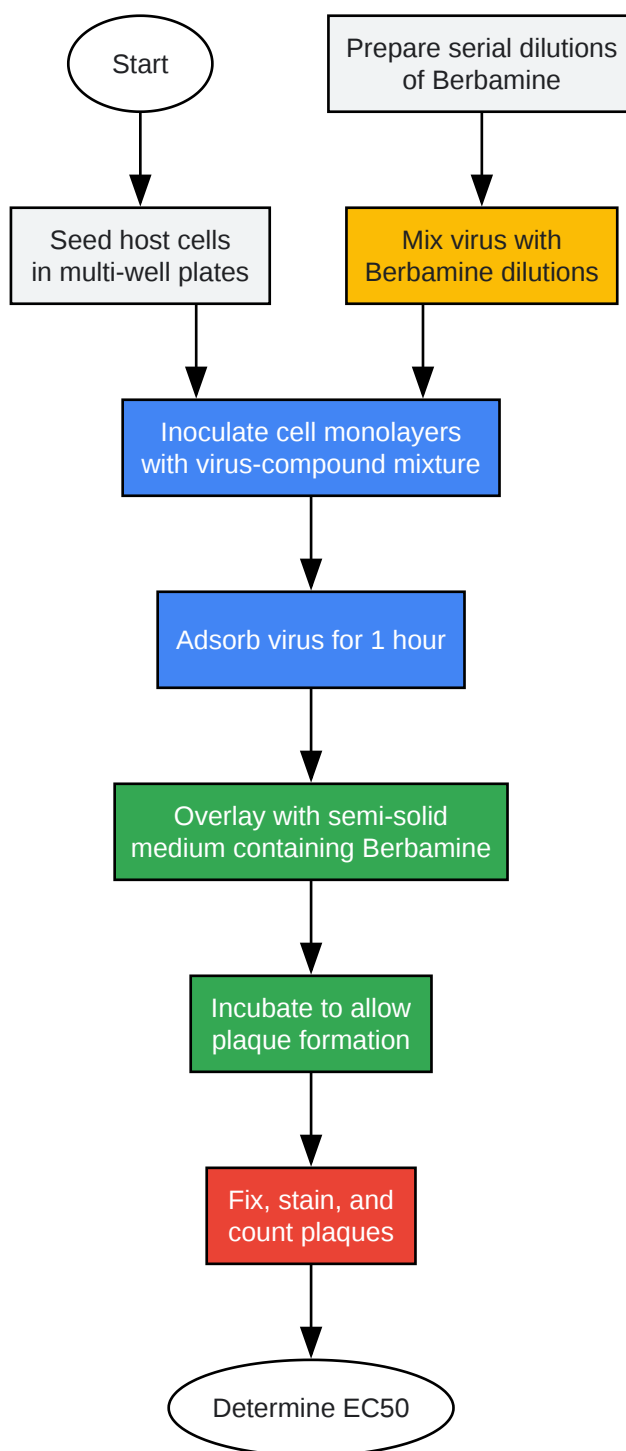 Start
Prepare serial dilutions
of Berbamine
Seed host cells
in multi-well plates
Mix virus with
Berbamine dilutions
Inoculate cell monolayers
with virus-compound mixture
Adsorb virus for 1 hour
Overlay with semi-solid
medium containing Berbamine
Incubate to allow
plaque formation
Fix, stain, and
count plaques
Determine EC50